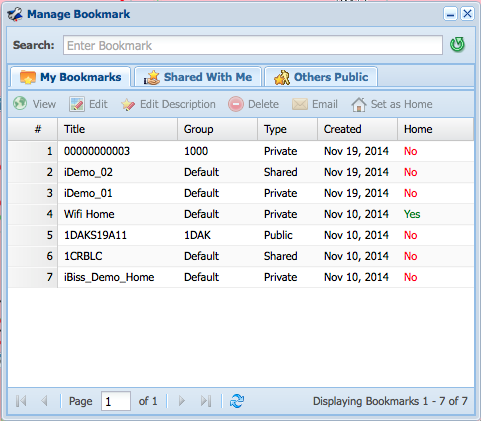 Manage Bookmark
Search: Enter Bookmark
My Bookmarks Shared With Me Others Public
View Edit Edit Description Delete Email Set as Home
# Title Group Type Created Home
1 00000000003 1000 Private Nov 19, 2014 No
2 iDemo_02 Default Shared Nov 19, 2014 No
3 iDemo_01 Default Private Nov 19, 2014 No
4 Wifi Home Default Private Nov 10, 2014 Yes
5 1DAKS19A11 1DAK Public Nov 10, 2014 No
6 1CRBLC Default Shared Nov 10, 2014 No
7 iBiss_Demo_Home Default Private Nov 10, 2014 No
Page 1 of 1 Displaying Bookmarks 1 - 7 of 7